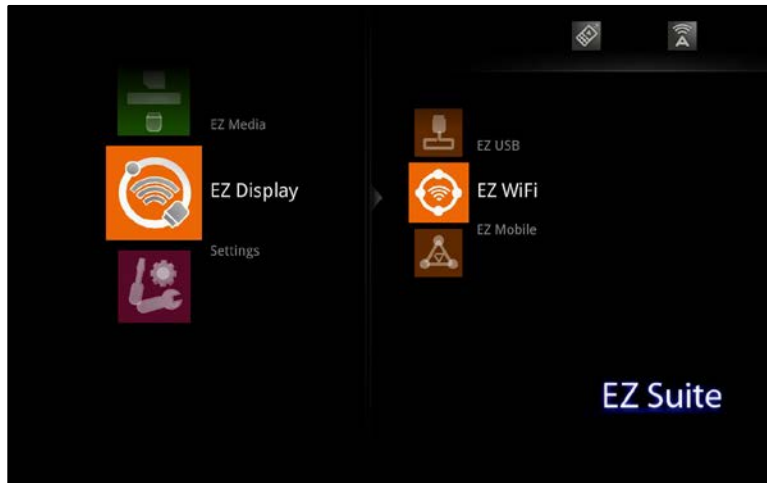 EZ Media
EZ Display
Settings
EZ USB
EZ WiFi
EZ Mobile
EZ Suite